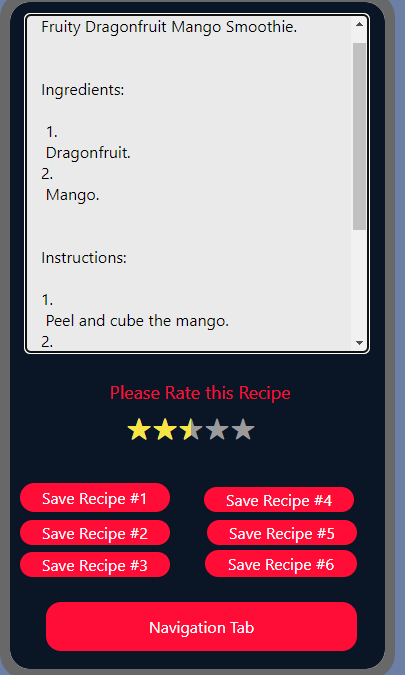 Fruity Dragonfruit Mango Smoothie.
Ingredients:
1.
Dragonfruit.
2.
Mango.
Instructions:
1.
Peel and cube the mango.
2.
Please Rate this Recipe
Save Recipe #1
Save Recipe #4
Save Recipe #2
Save Recipe #5
Save Recipe #3
Save Recipe #6
Navigation Tab